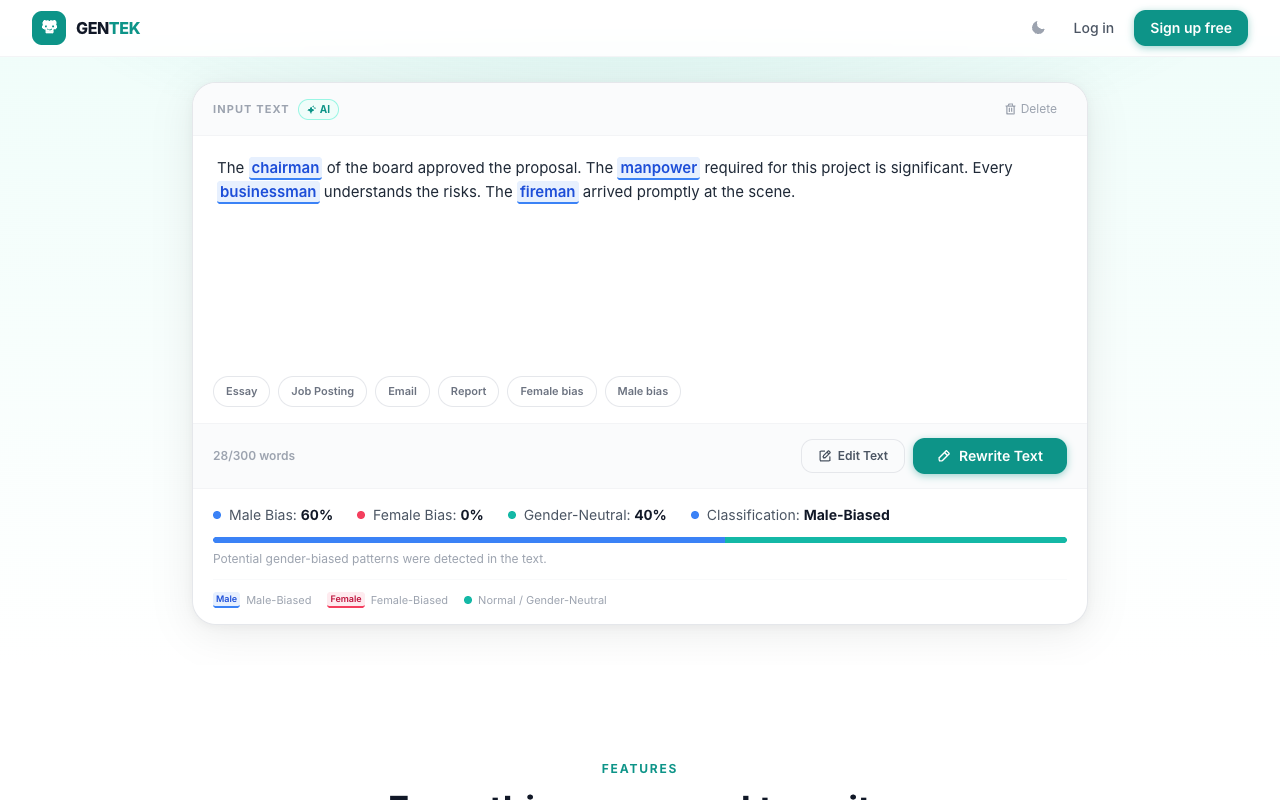 GENTEK
Log in
Sign up free
INPUT TEXT
AI
Delete
The chairman of the board approved the proposal. The manpower required for this project is significant. Every
businessman understands the risks. The fireman arrived promptly at the scene.
Essay
Job Posting
Email
Report
Female bias
Male bias
28/300 words
Edit Text
Rewrite Text
Male Bias: 60%
Female Bias: 0%
Gender-Neutral: 40%
Classification: Male-Biased
Potential gender-biased patterns were detected in the text.
Male Male-Biased
Female Female-Biased
Normal / Gender-Neutral
FEATURES